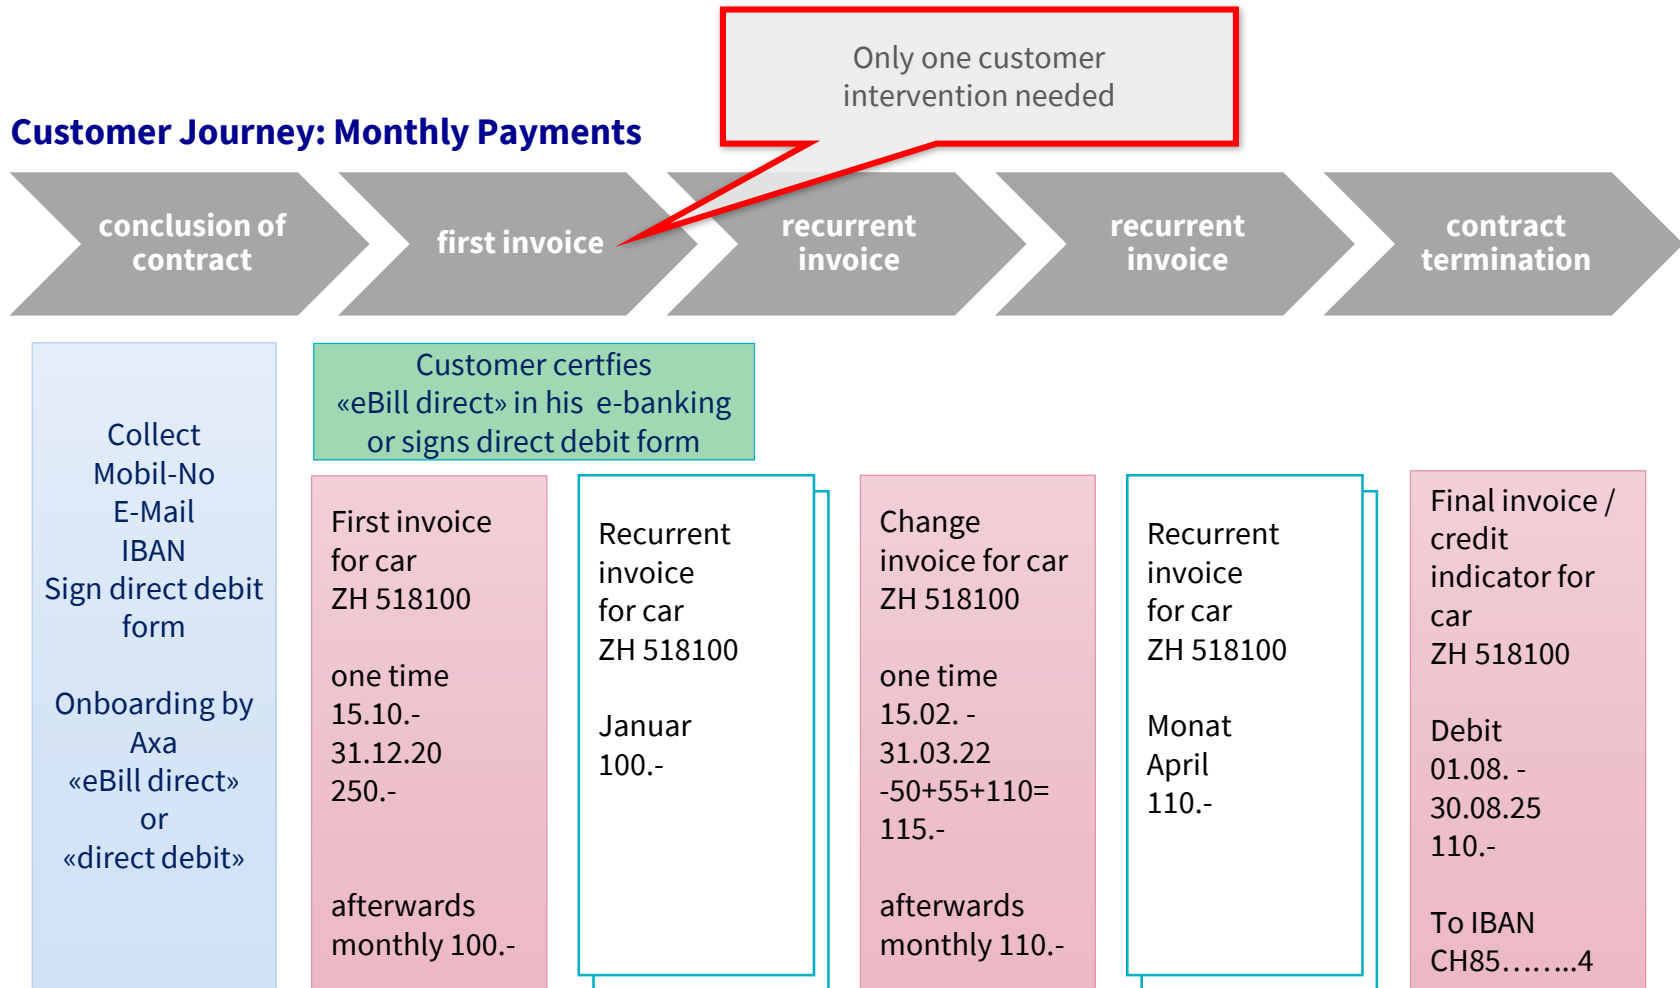 Only one customer
intervention needed
Customer Journey: Monthly Payments
conclusion of
contract
first invoice
recurrent
invoice
recurrent
invoice
contract
termination
Collect
Mobil-No
E-Mail
IBAN
Sign direct debit
form
Onboarding by
Axa
«eBill direct»
or
«direct debit»
Customer certfies
«eBill direct» in his e-banking
or signs direct debit form
First invoice
for car
ZH 518100
one time
15.10.-
31.12.20
250.-
afterwards
monthly 100.-
Recurrent
invoice
for car
ZH 518100
Januar
100.-
Change
invoice for car
ZH 518100
one time
15.02. -
31.03.22
-50+55+110=
115.-
afterwards
monthly 110.-
Recurrent
invoice
for car
ZH 518100
Monat
April
110.-
Final invoice /
credit
indicator for
car
ZH 518100
Debit
01.08. -
30.08.25
110.-
To IBAN
CH85……..4